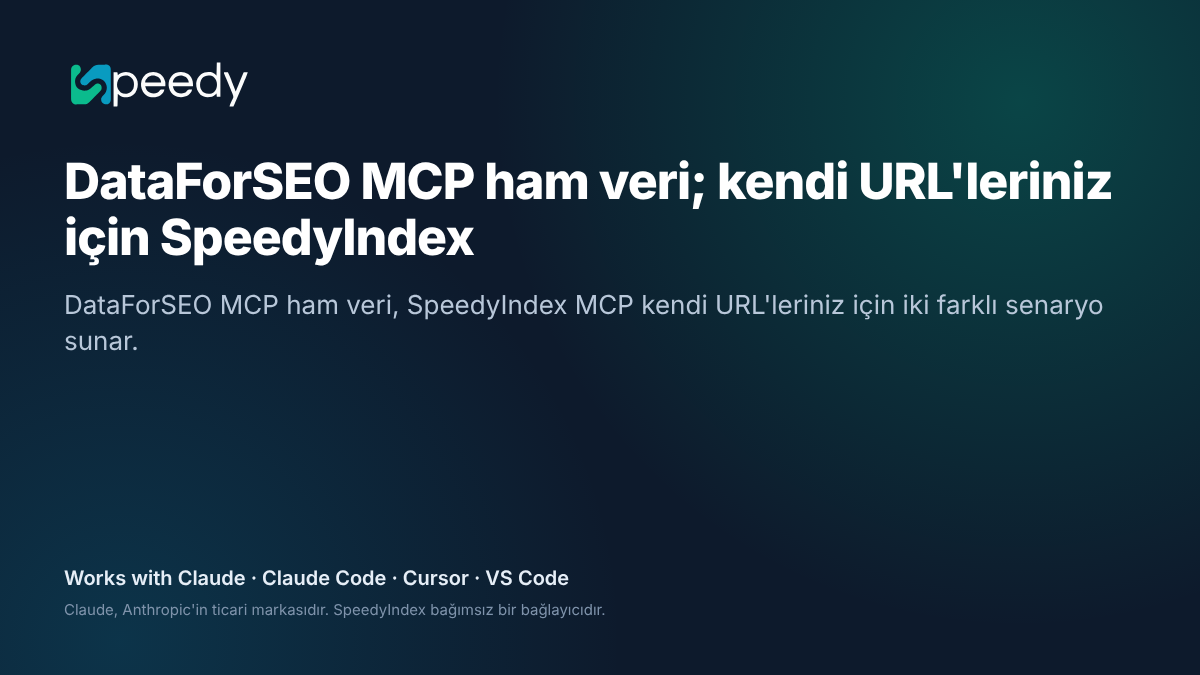 Speedy
DataForSEO MCP ham veri; kendi URL'leriniz
için SpeedyIndex
DataForSEO MCP ham veri, SpeedyIndex MCP kendi URL'leriniz için iki farklı senaryo
sunar.
Works with Claude · Claude Code · Cursor · VS Code
Claude, Anthropic'in ticari markasıdır. SpeedyIndex bağımsız bir bağlayıcıdır.